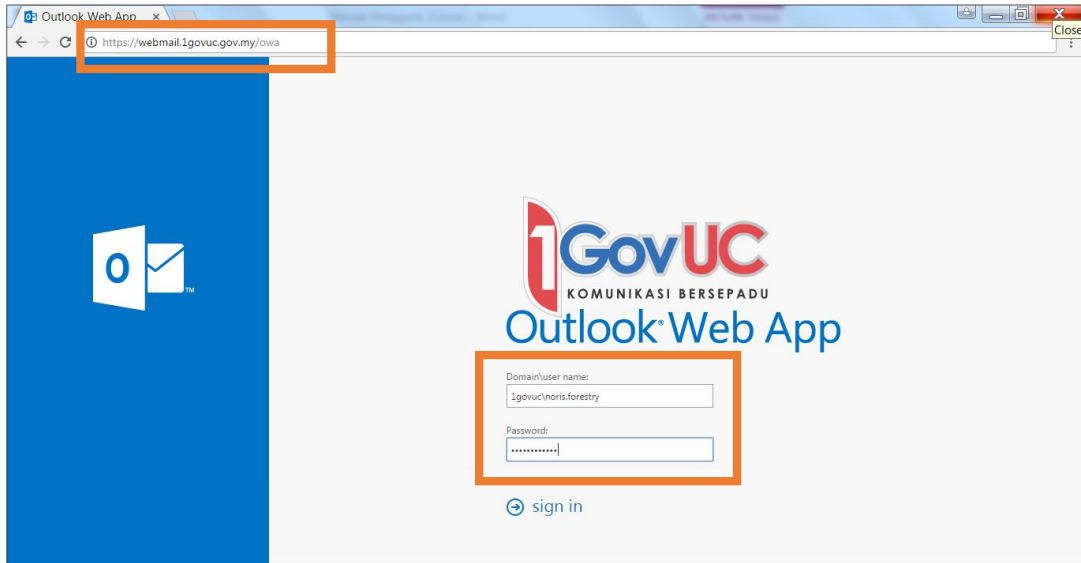 Outlook Web App
Close
https://webmail.1govuc.gov.my/owa
O
TM
1GovUC
KOMUNIKASI BERSEPADU
Outlook® Web App
Domain\user name:
1govuc\noris.forestry
Password:
••••••••••••
sign in